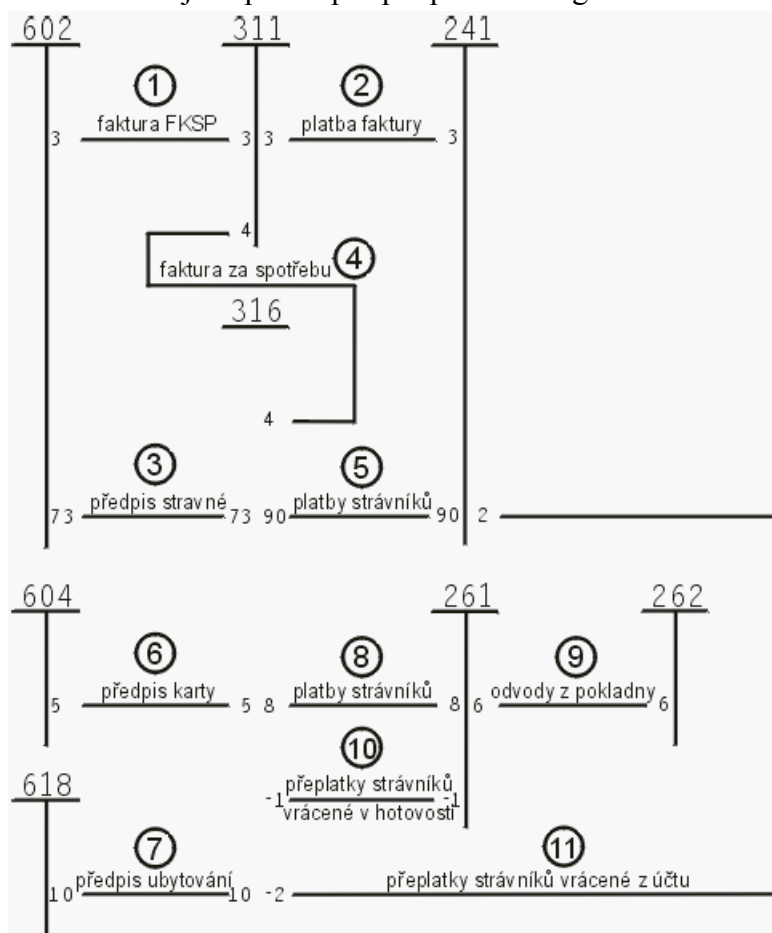 602 311 241
1 2
faktura FKSP platba faktury
3 3 3 3
4
4
faktura za spotřebu
316
4
3 5
předpis stravné platby strávníků
73 73 90 90 2
604 261 262
6 8 9
předpis karty platby strávníků odvody z pokladny
5 5 8 8 6 6
10
618
přeplatky strávníků
-1 -1
vrácené v hotovosti
7 11
předpis ubytování přeplatky strávníků vrácené z účtu
10 10 -2